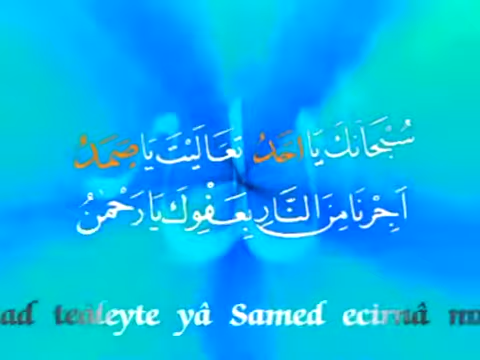 سُبْحَانَكَ يَا اَحَدُ تَعَالَيْتَ يَا صَمَدُ
اَجِرْنَا مِنَ النَّارِ بِعَفْوِكَ يَا رَحْمٰنُ
ad teâleyte yâ Samed ecirnâ